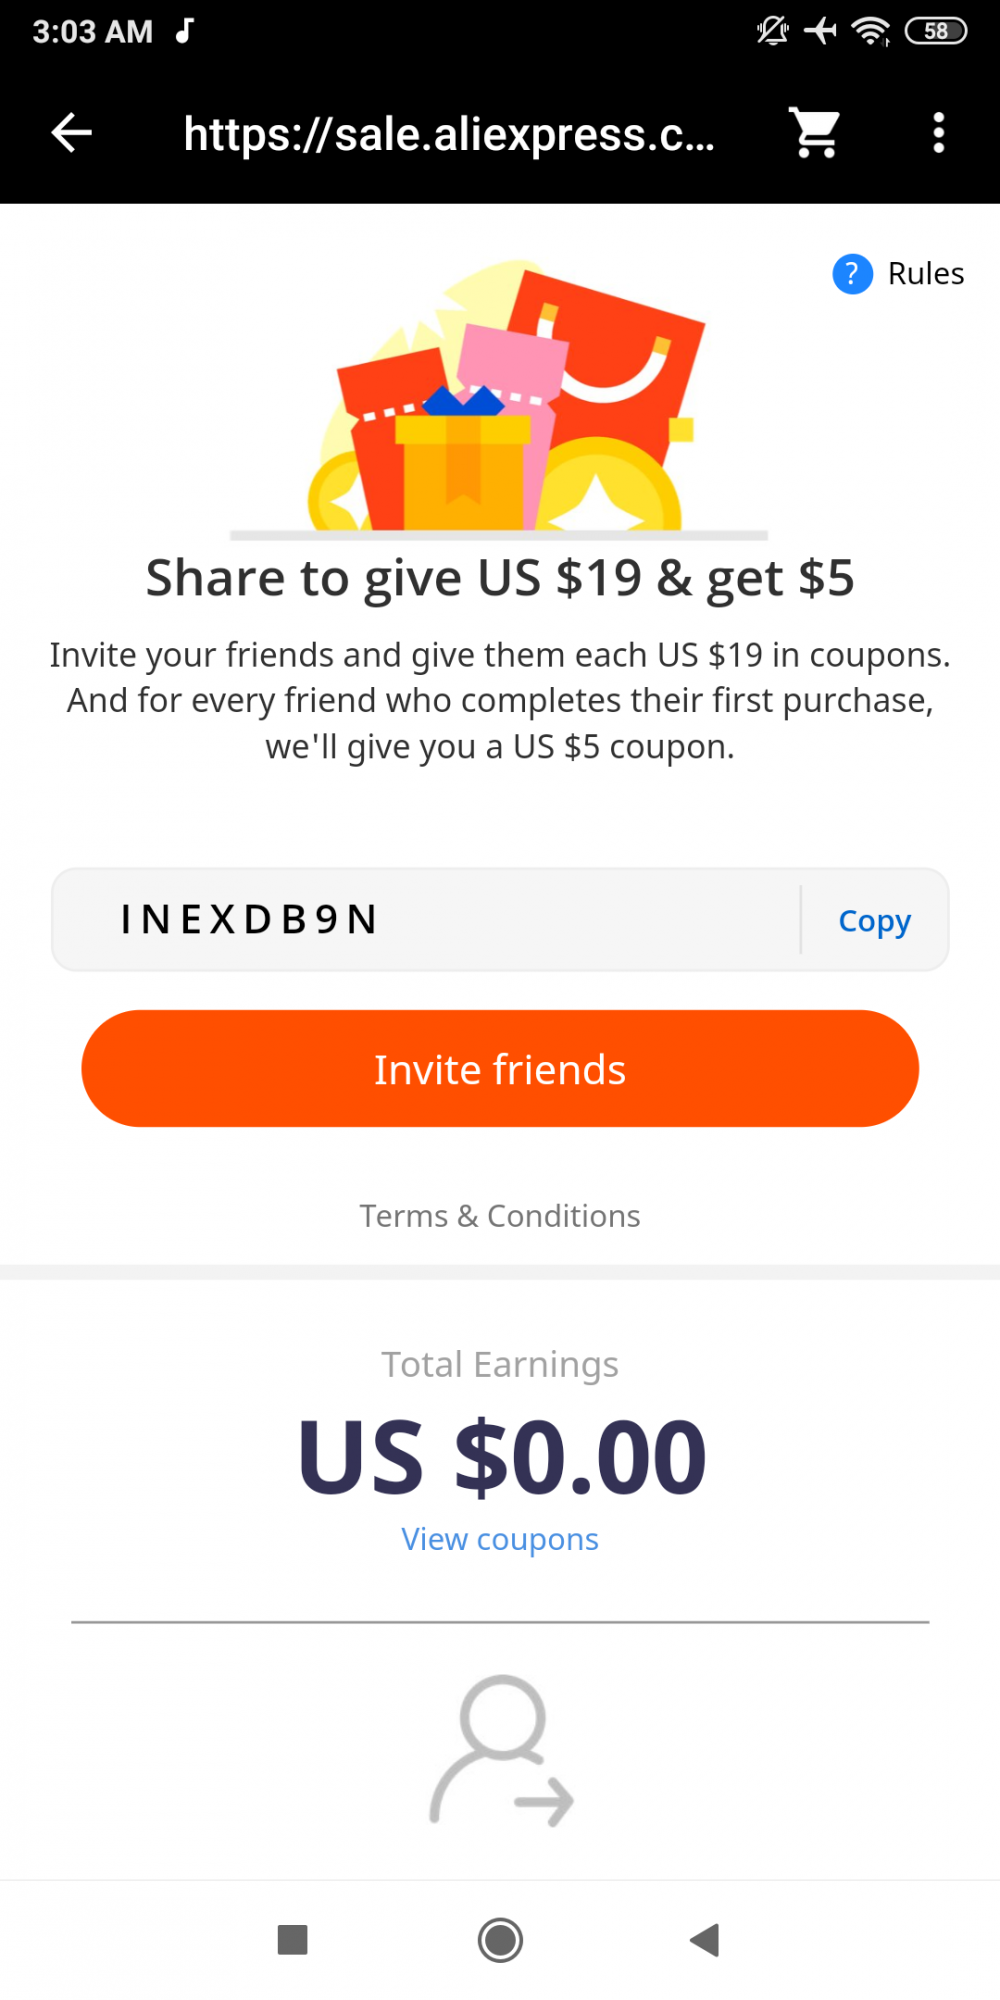 3:03 AM
58
https://sale.aliexpress.c...
? Rules
Share to give US $19 & get $5
Invite your friends and give them each US $19 in coupons.
And for every friend who completes their first purchase,
we'll give you a US $5 coupon.
INEXDB9N
Copy
Invite friends
Terms & Conditions
Total Earnings
US $0.00
View coupons